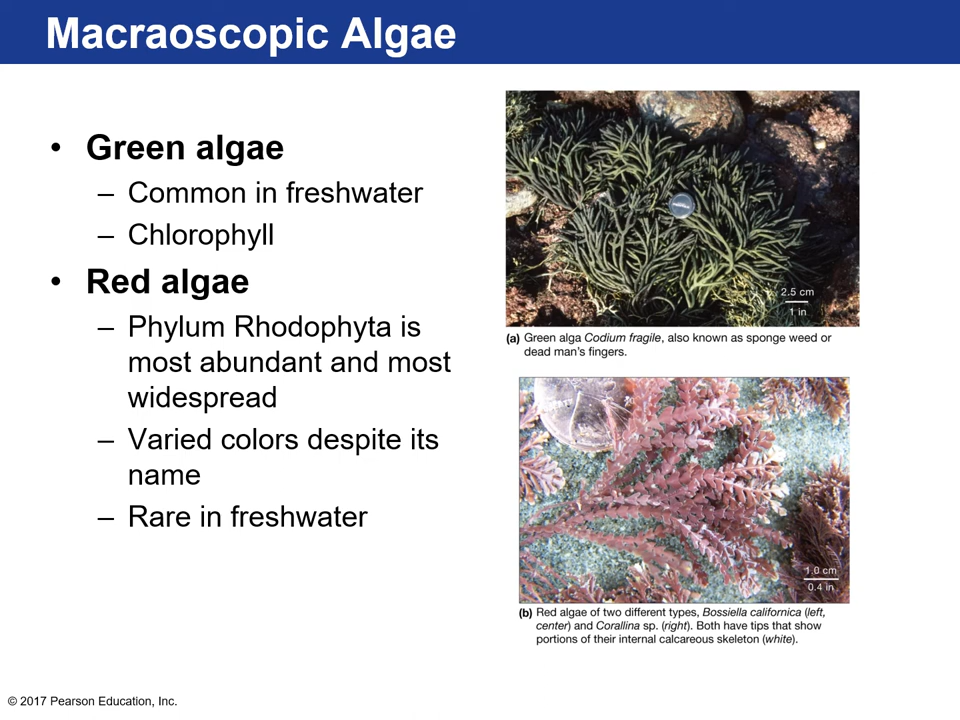 Macraoscopic Algae
• Green algae
– Common in freshwater
– Chlorophyll
• Red algae
– Phylum Rhodophyta is
most abundant and most
widespread
– Varied colors despite its
name
– Rare in freshwater
2.5 cm
1 in
(a) Green alga Codium fragile, also known as sponge weed or
dead man's fingers.
1.0 cm
0.4 in
(b) Red algae of two different types, Bossiella californica (left,
center) and Corallina sp. (right). Both have tips that show
portions of their internal calcareous skeleton (white).
© 2017 Pearson Education, Inc.